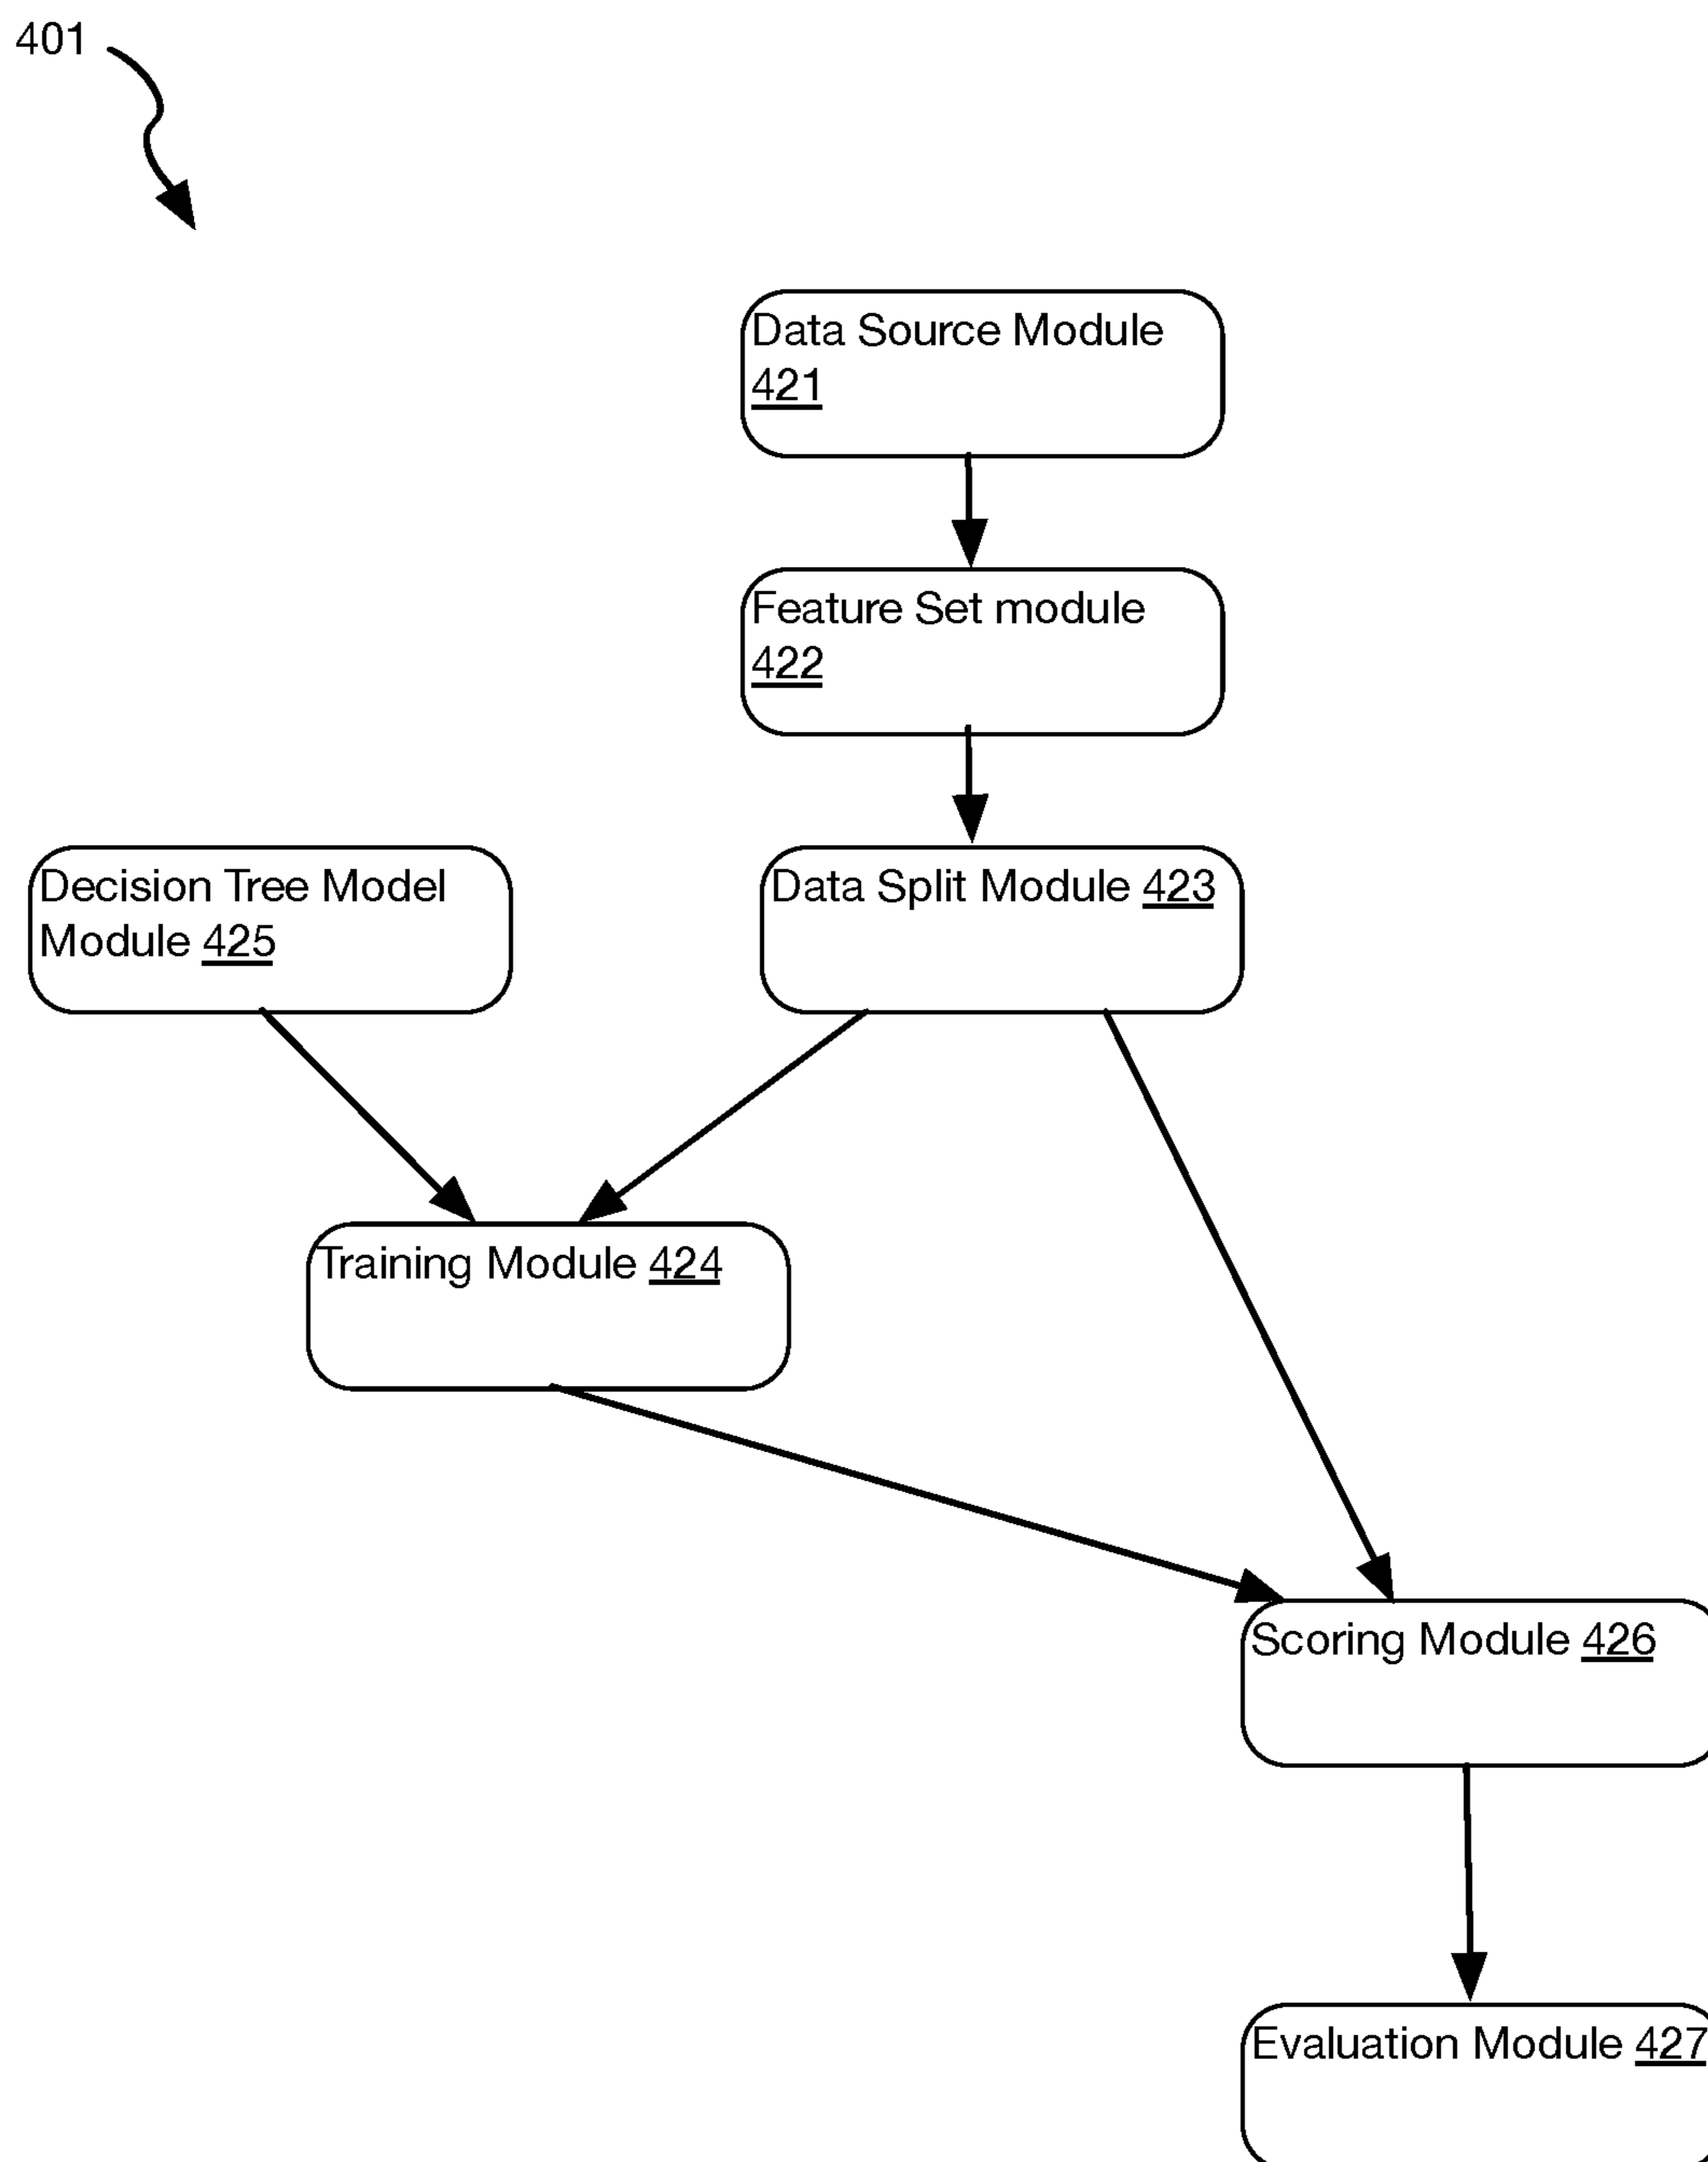 401
Data Source Module
421
Feature Set module
422
Decision Tree Model
Module 425
Data Split Module 423
Training Module 424
Scoring Module 426
Evaluation Module 427